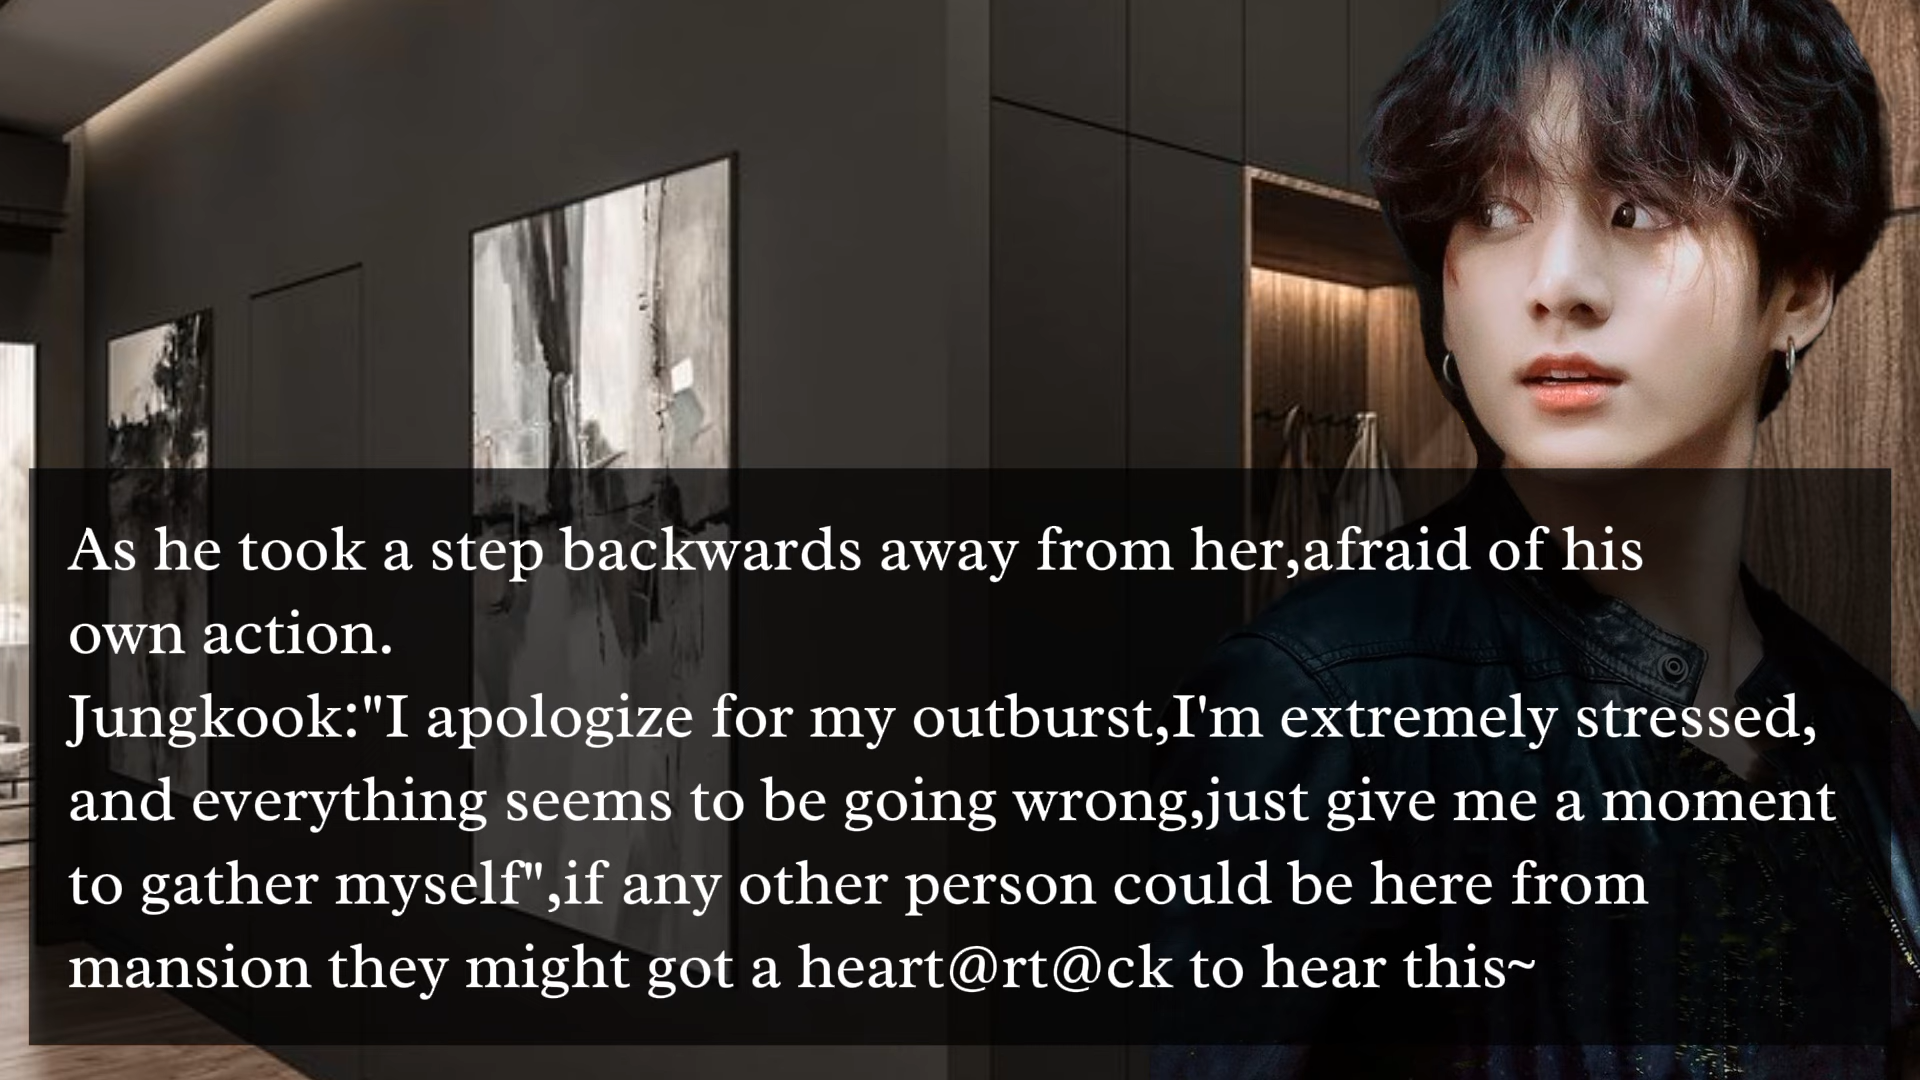 As he took a step backwards away from her,afraid of his
own action.
Jungkook:"I apologize for my outburst,I'm extremely stressed,
and everything seems to be going wrong,just give me a moment
to gather myself",if any other person could be here from
mansion they might got a heart@rt@ck to hear this~